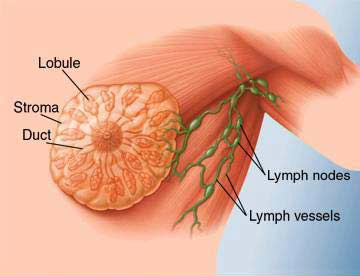 Lobule
Stroma
Duct
Lymph nodes
Lymph vessels